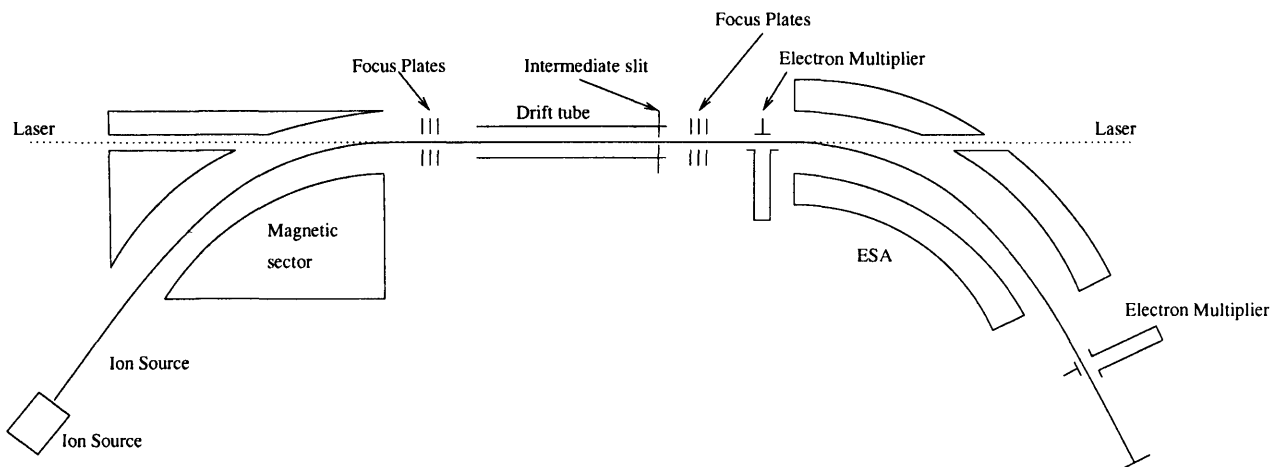 Focus Plates
Electron Multiplier
Focus Plates
Intermediate slit
Drift tube
Laser
Laser
Magnetic
sector
ESA
Electron Multiplier
Ion Source
Ion Source